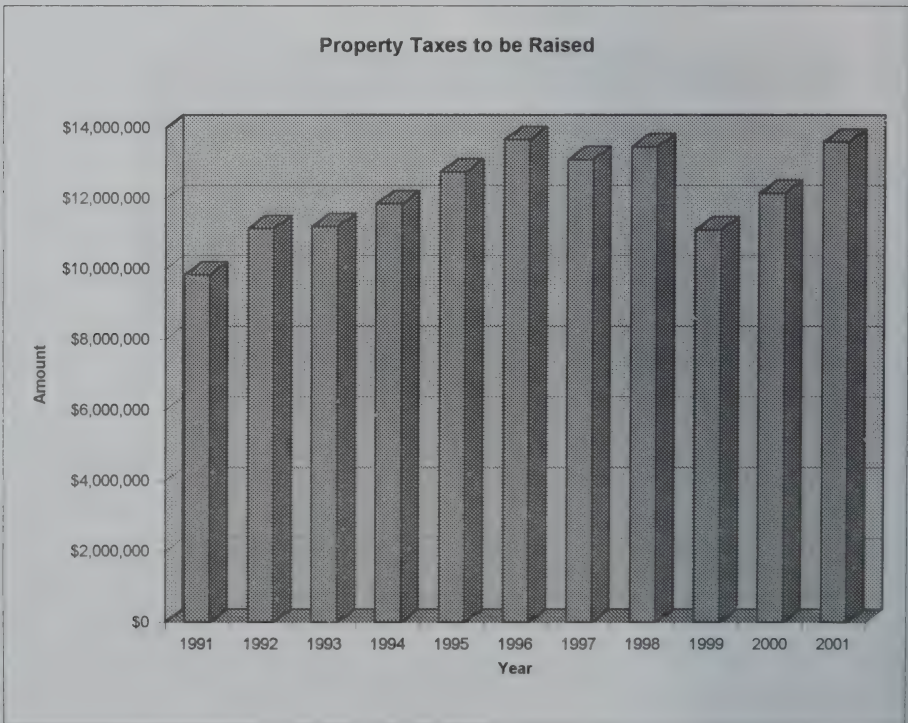 Property Taxes to be Raised
$14,000,000
$12,000,000
$10,000,000
$8,000,000
$6,000,000
$4,000,000
$2,000,000
$0
Amount
1991 1992 1993 1994 1995 1996 1997 1998 1999 2000 2001
Year